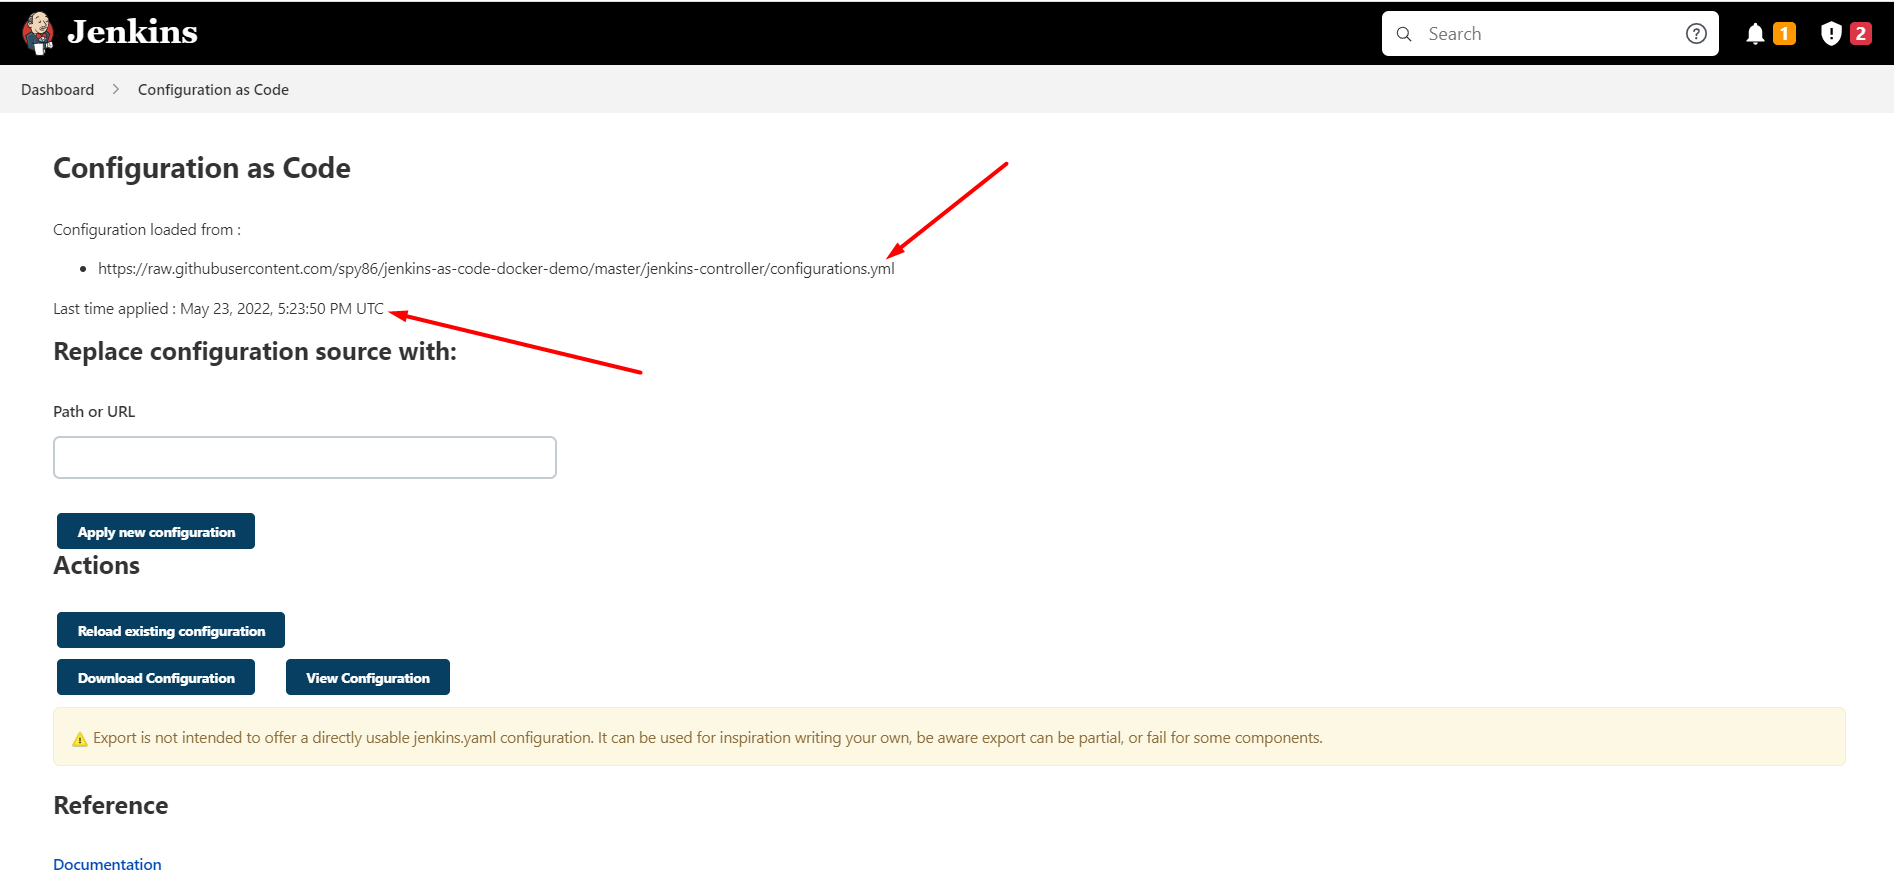 Jenkins
Search
1
2
Dashboard
Configuration as Code
Configuration as Code
Configuration loaded from :
https://raw.githubusercontent.com/spy86/jenkins-as-code-docker-demo/master/jenkins-controller/configurations.yml
Last time applied : May 23, 2022, 5:23:50 PM UTC
Replace configuration source with:
Path or URL
Apply new configuration
Actions
Reload existing configuration
Download Configuration
View Configuration
Export is not intended to offer a directly usable jenkins.yaml configuration. It can be used for inspiration writing your own, be aware export can be partial, or fail for some components.
Reference
Documentation